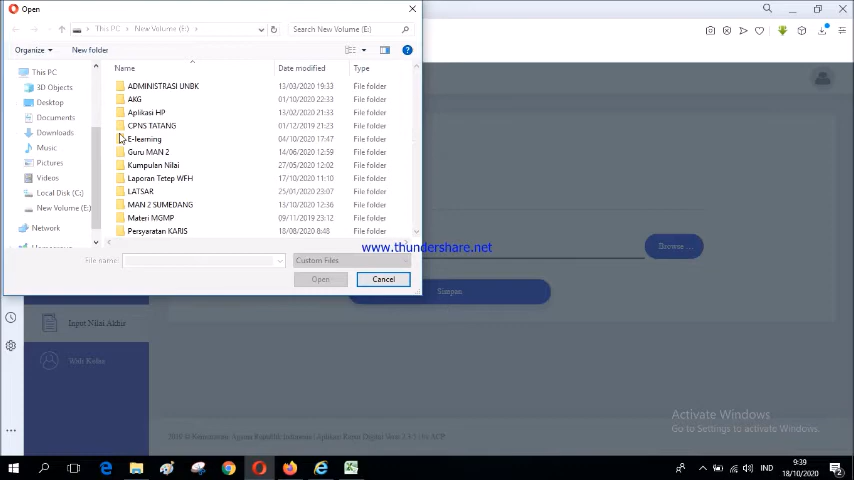 Open
This PC > New Volume (E:) >
Search New Volume (E:)
Organize
New folder
This PC
3D Objects
Desktop
Documents
Downloads
Music
Pictures
Videos
Local Disk (C:)
New Volume (E:)
Network
Name Date modified Type
ADMINISTRASI UNBK 13/03/2020 19:33 File folder
AKG 01/10/2020 22:33 File folder
Aplikasi HP 13/02/2020 21:33 File folder
CPNS TATANG 01/12/2019 21:23 File folder
E-learning 04/10/2020 17:47 File folder
Guru MAN 2 14/06/2020 12:59 File folder
Kumpulan Nilai 27/05/2020 12:02 File folder
Laporan Tetep WFH 17/10/2020 11:10 File folder
LATSAR 25/01/2020 23:07 File folder
MAN 2 SUMEDANG 13/10/2020 12:36 File folder
Materi MGMP 09/11/2019 23:12 File folder
Persyaratan KARIS 18/08/2020 8:48 File folder
www.thundershare.net
File name:
Custom Files
Open
Cancel
Browse ...
Simpan
Input Nilai Akhir
Web Kelas
Activate Windows
Go to Settings to activate Windows.
IND
9:39
18/10/2020
2